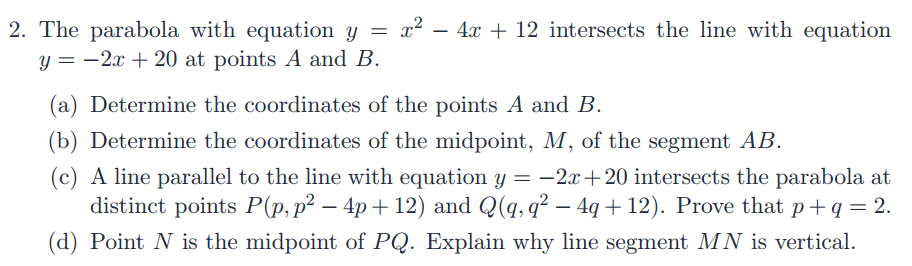 2. The parabola with equation y = x² − 4x + 12 intersects the line with equation
y = −2x + 20 at points A and B.
(a) Determine the coordinates of the points A and B.
(b) Determine the coordinates of the midpoint, M, of the segment AB.
(c) A line parallel to the line with equation y = −2x+20 intersects the parabola at
distinct points P(p, p² − 4p + 12) and Q(q, q² − 4q + 12). Prove that p + q = 2.
(d) Point N is the midpoint of PQ. Explain why line segment MN is vertical.